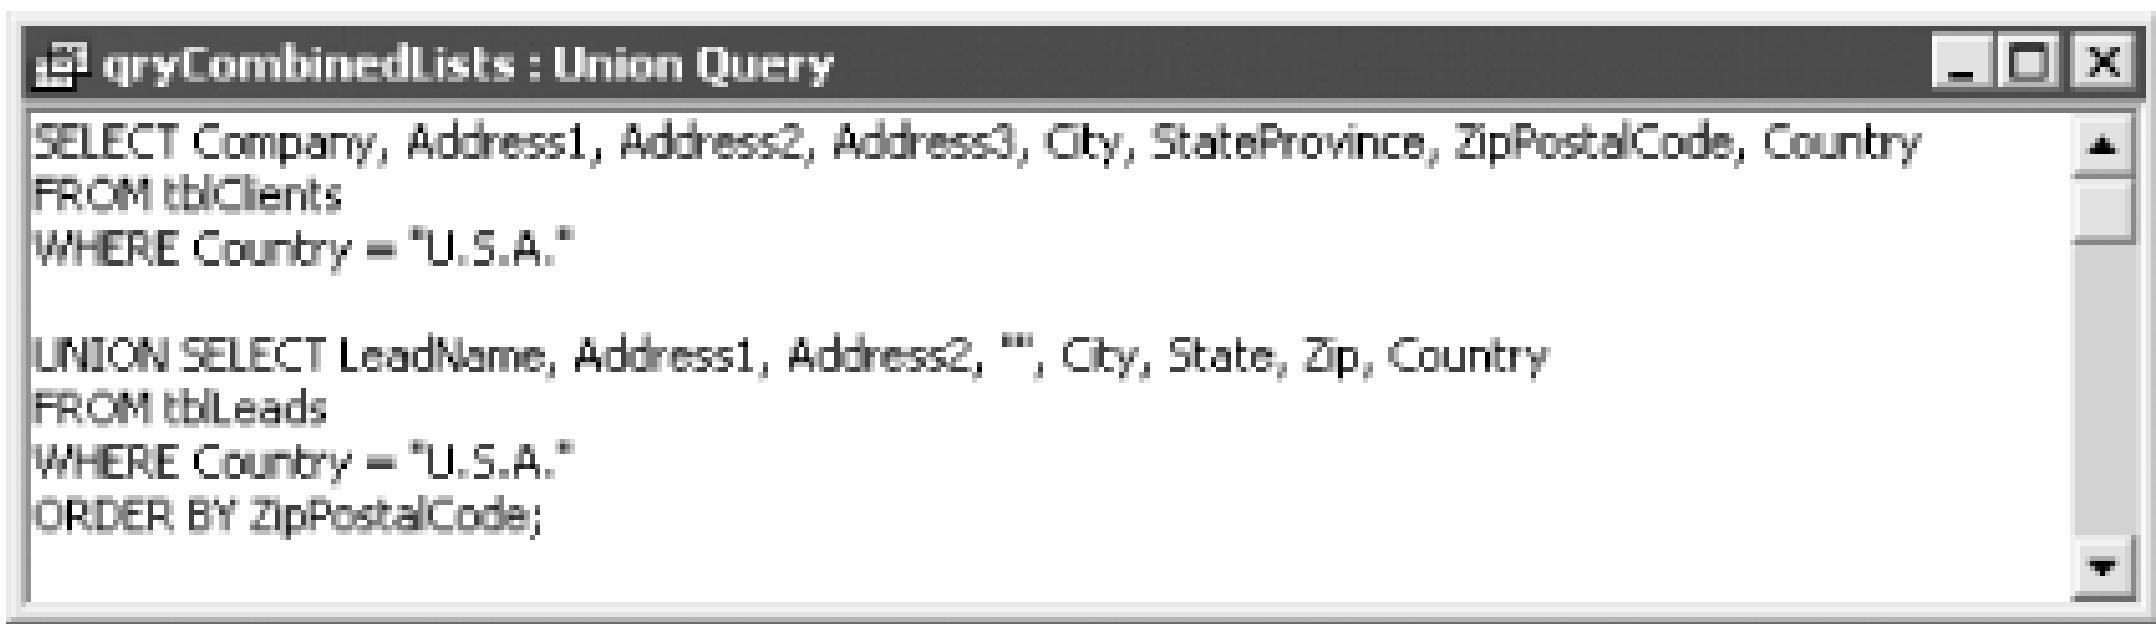 qryCombinedLists : Union Query
SELECT Company, Address1, Address2, Address3, City, StateProvince, ZipPostalCode, Country
FROM tblClients
WHERE Country = "U.S.A."
UNION SELECT LeadName, Address1, Address2, "", City, State, Zip, Country
FROM tblLeads
WHERE Country = "U.S.A."
ORDER BY ZipPostalCode;